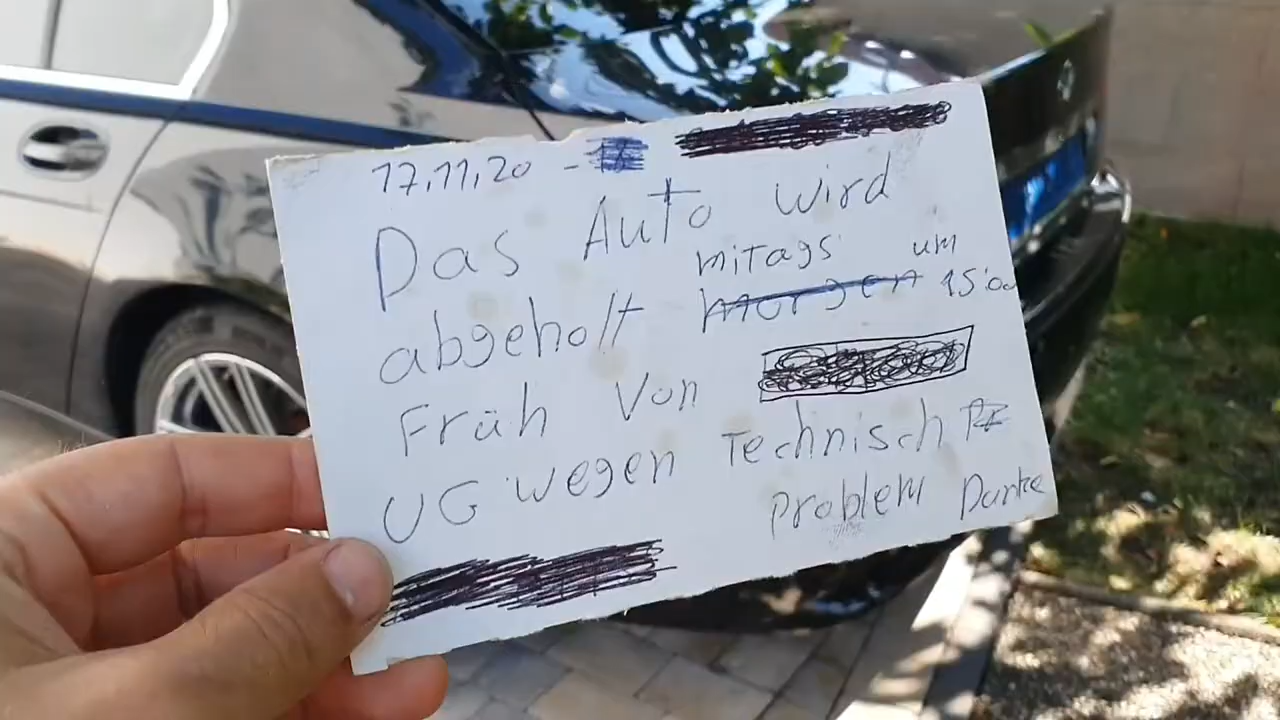 17.11.20 -
Das Auto wird
mitags um
abgeholt morgen 15:00
Früh Von
UG wegen Technisch
Problem Danke